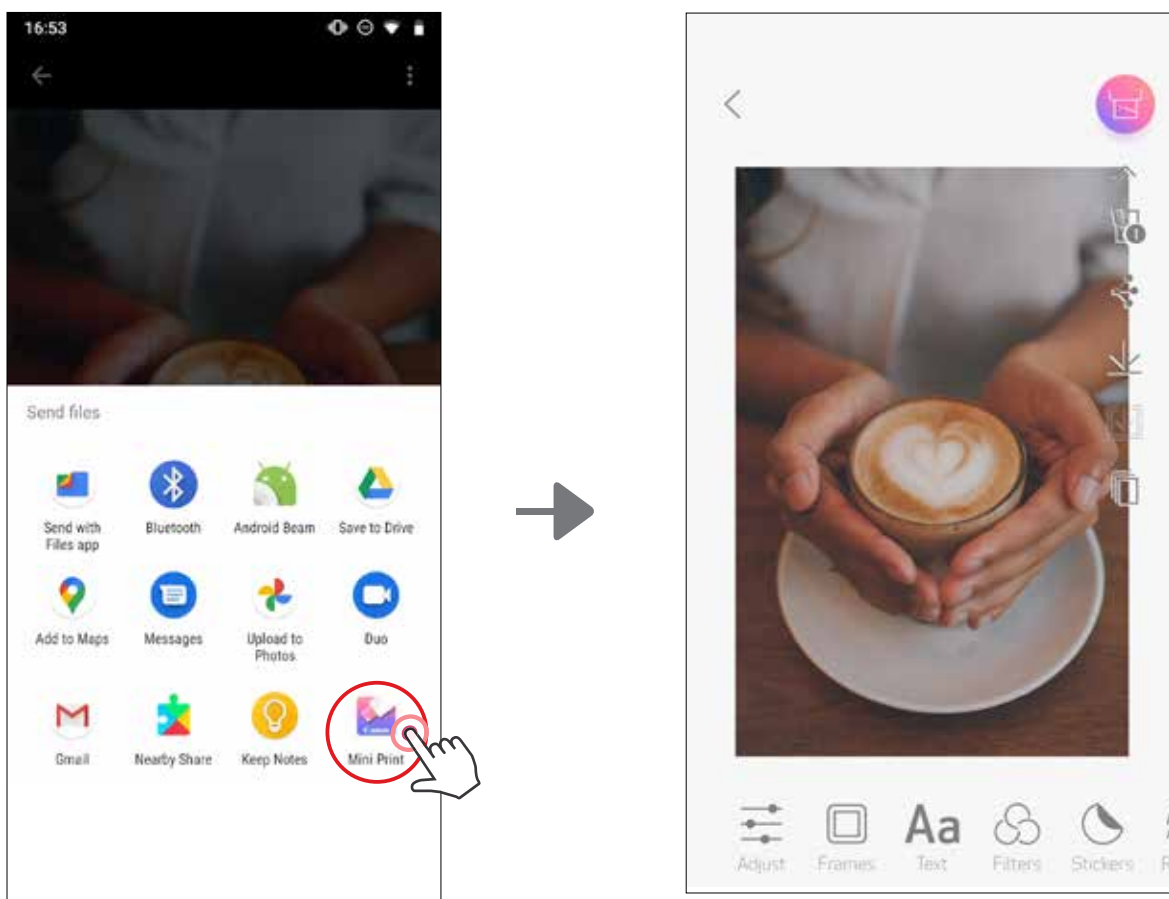 16:53
Send files
Send with Files app
Bluetooth
Android Beam
Save to Drive
Add to Maps
Messages
Upload to Photos
Duo
Gmail
Nearby Share
Keep Notes
Mini Print
Aa
Adjust
Frames
Text
Filters
Stickers